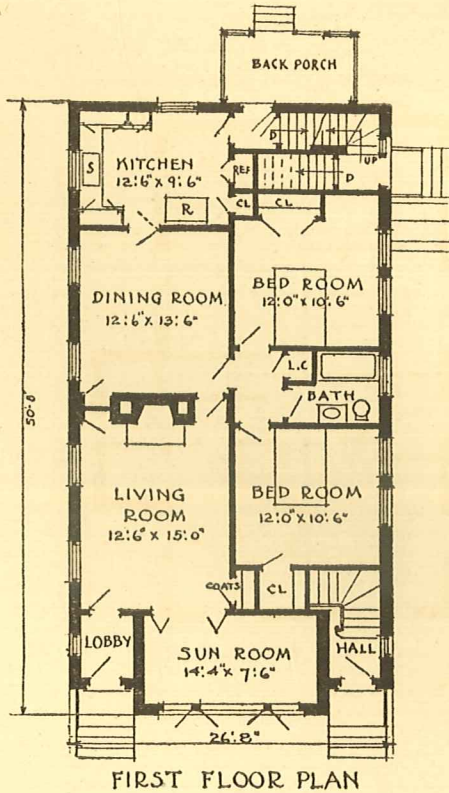 BACK PORCH
D
UP
KITCHEN
12'6" X 9'6"
S
R
REF
D
CL
CL
DINING ROOM
12'6" X 13'6"
BED ROOM
12'0" X 10'6"
L.C
BATH
50'-8"
LIVING
ROOM
12'6" X 15'0"
BED ROOM
12'0" X 10'6"
COATS
CL
LOBBY
SUN ROOM
14'4" X 7'6"
HALL
26'8"
FIRST FLOOR PLAN